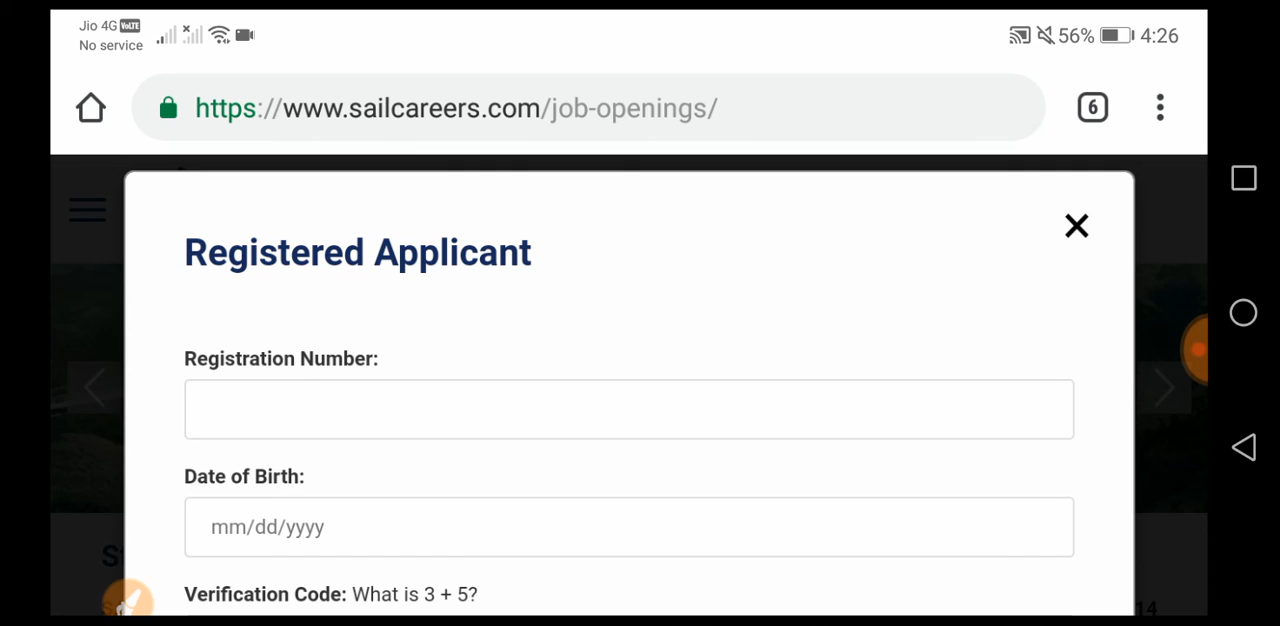 Jio 4G VoLTE
No service
56%
4:26
https://www.sailcareers.com/job-openings/
6
Registered Applicant
Registration Number:
Date of Birth:
mm/dd/yyyy
Verification Code: What is 3 + 5?
14